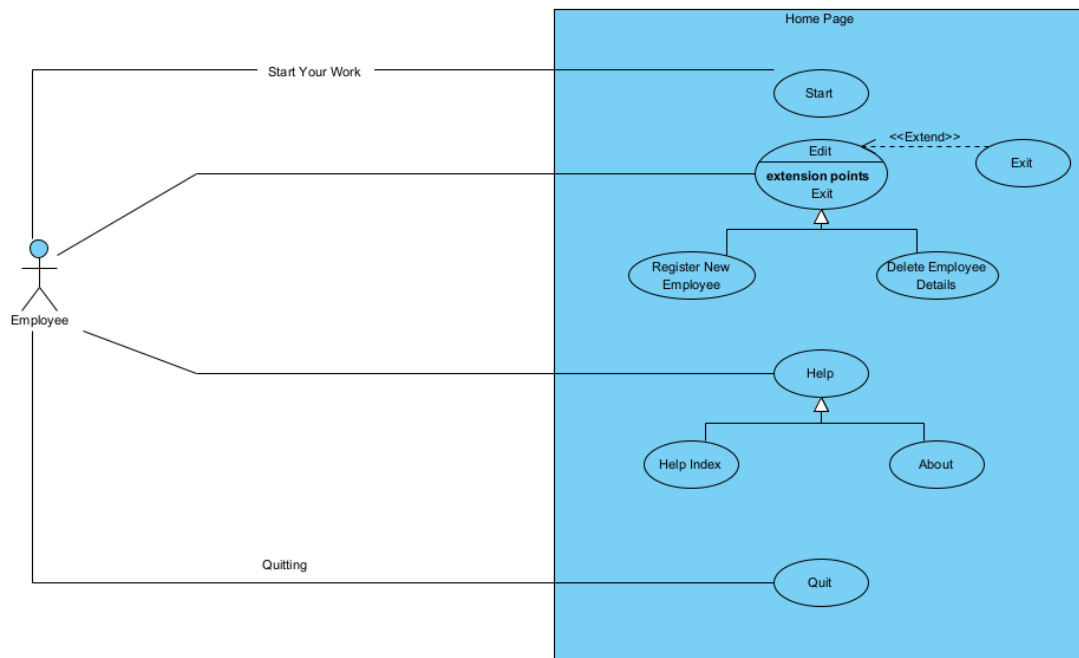 Home Page
Start Your Work
Start
<<Extend>>
Edit
Exit
extension points
Exit
Register New
Employee
Delete Employee
Details
Employee
Help
Help Index
About
Quitting
Quit